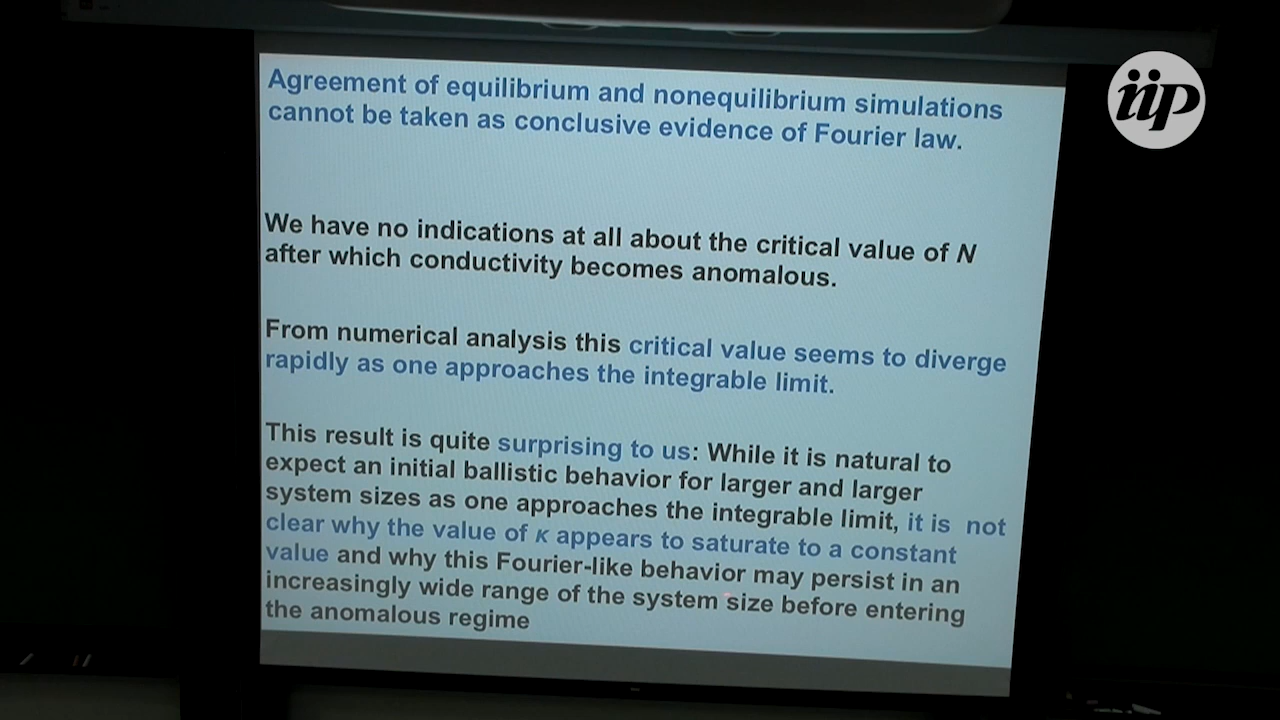 Agreement of equilibrium and nonequilibrium simulations
cannot be taken as conclusive evidence of Fourier law.
We have no indications at all about the critical value of N
after which conductivity becomes anomalous.
From numerical analysis this critical value seems to diverge
rapidly as one approaches the integrable limit.
This result is quite surprising to us: While it is natural to
expect an initial ballistic behavior for larger and larger
system sizes as one approaches the integrable limit, it is not
clear why the value of κ appears to saturate to a constant
value and why this Fourier-like behavior may persist in an
increasingly wide range of the system size before entering
the anomalous regime
iip